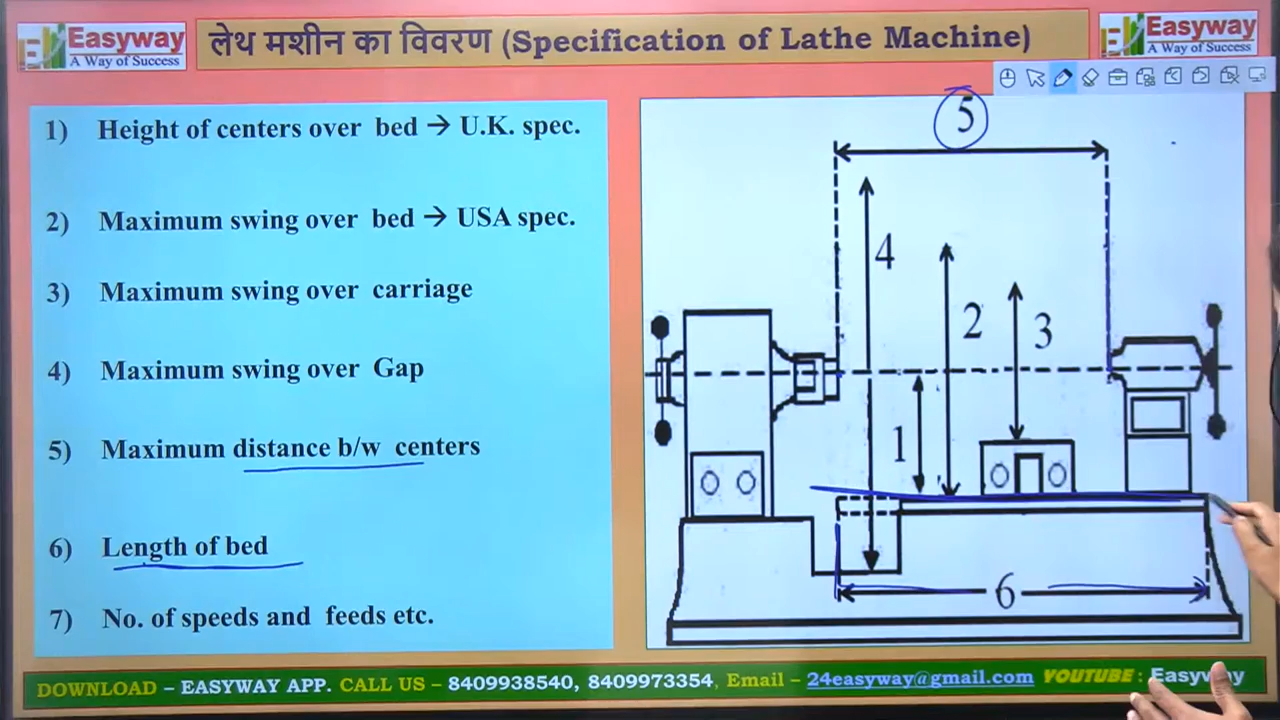 Easyway
A Way of Success
लेथ मशीन का विवरण (Specification of Lathe Machine)
Easyway
A Way of Success
1) Height of centers over bed → U.K. spec.
2) Maximum swing over bed → USA spec.
3) Maximum swing over carriage
4) Maximum swing over Gap
5) Maximum distance b/w centers
6) Length of bed
7) No. of speeds and feeds etc.
5
4
2
3
1
6
DOWNLOAD – EASYWAY APP. CALL US – 8409938540, 8409973354, Email – 24easyway@gmail.com YOUTUBE : Easyway